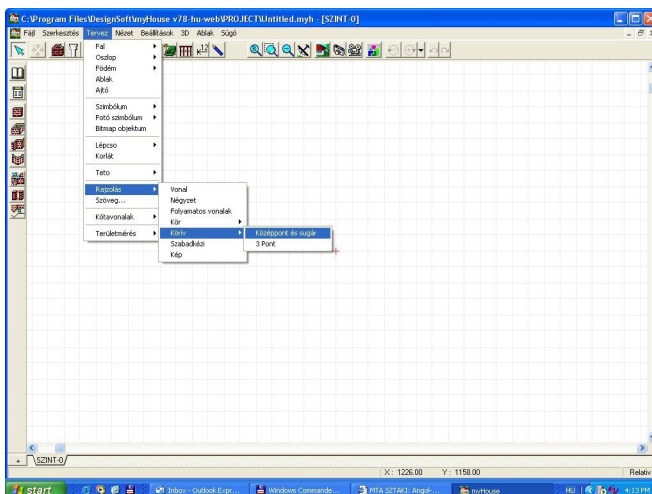 C:\Program Files\DesignSoft\myHouse v78-hu-web\PROJECT\Untitled.myh - [SZINT-0]
Fájl Szerkesztés Tervez Nézet Beállítások 3D Ablak Súgó
Fal
Oszlop
Födém
Ablak
Ajtó
Szimbólum
Fotó szimbólum
Bitmap objektum
Lépcso
Korlát
Teto
Rajzolás
Szöveg...
Kótavonalak
Területmérés
Vonal
Négyzet
Folyamatos vonalak
Kör
Körív
Szabadkézi
Kép
Középpont és sugár
3 Pont
SZINT-0
X: 1226.00 Y: 1158.00 Relatív
start Inbox - Outlook Expr... Windows Commande... MTA SZTAKI: Angol-... myHouse HU 4:13 PM